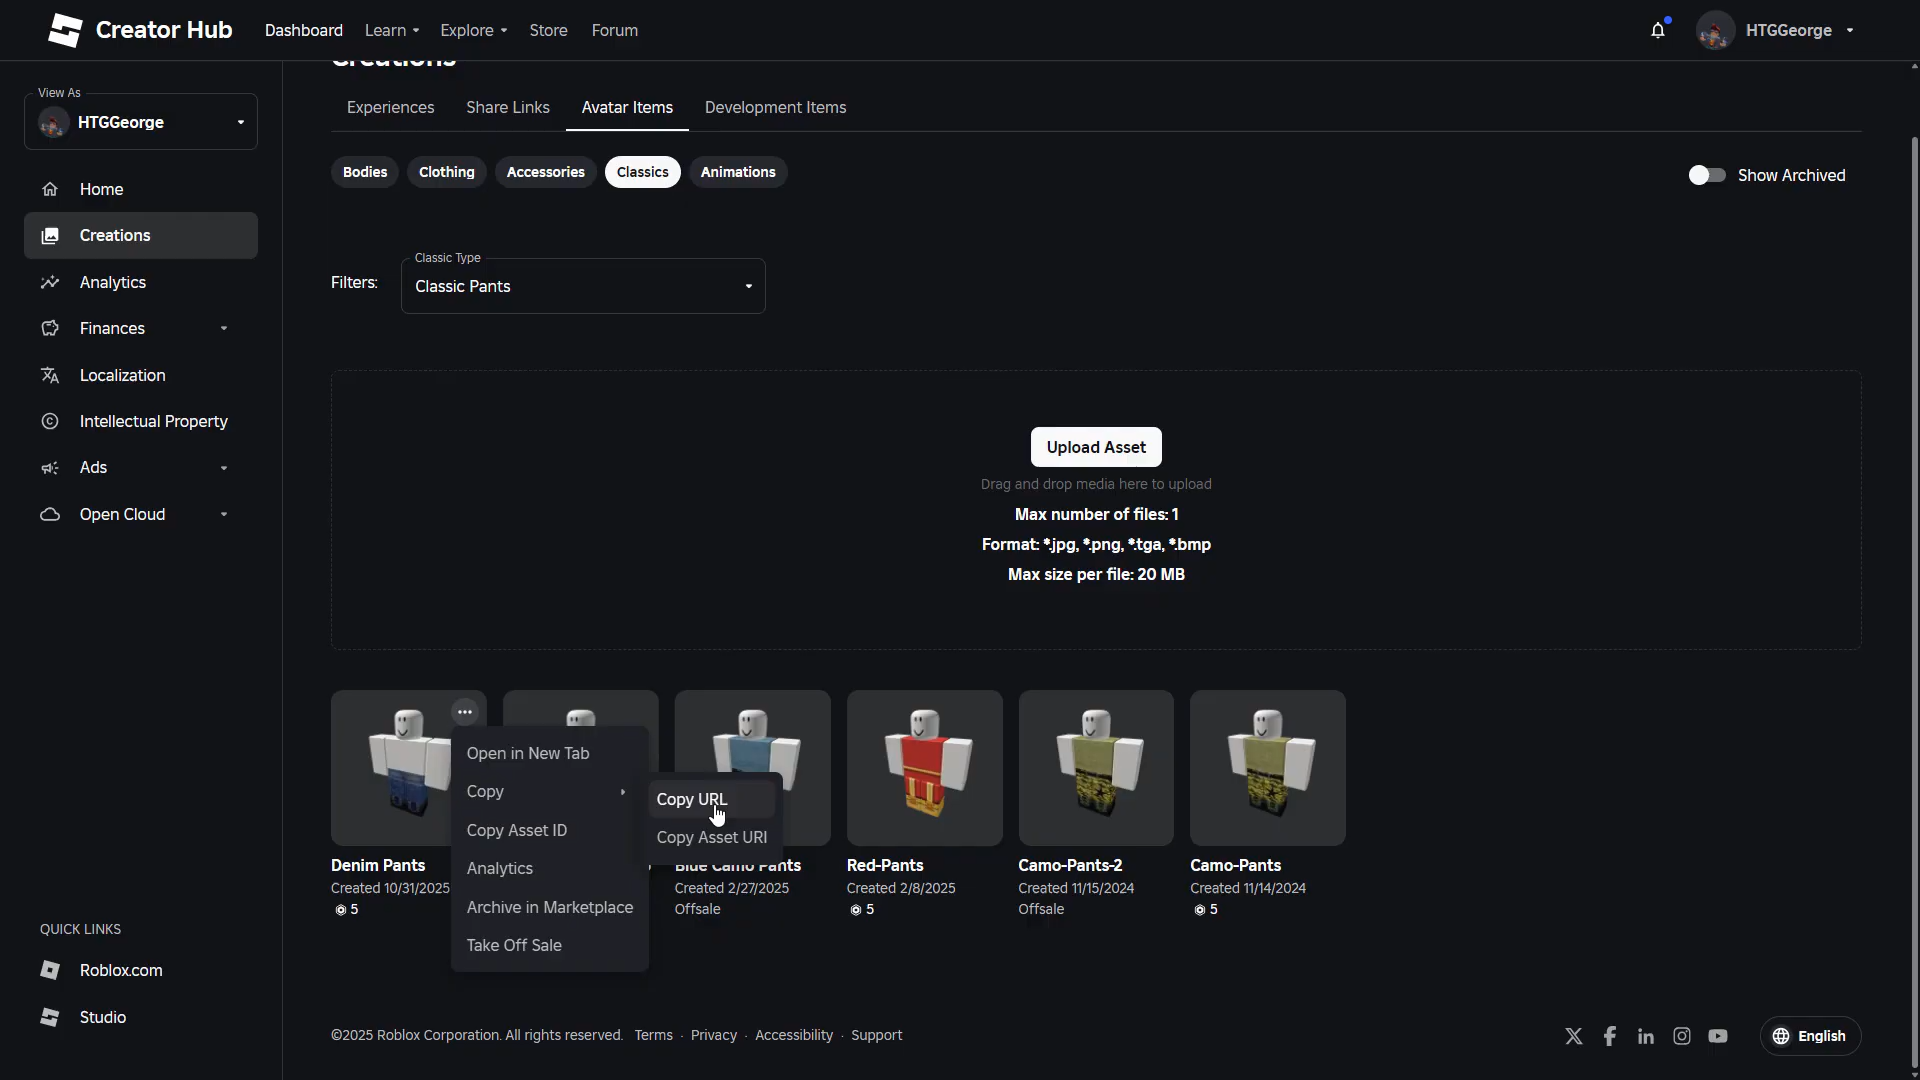 Creator Hub
Dashboard
Learn
Explore
Store
Forum
HTGGeorge
View As
HTGGeorge
Home
Creations
Analytics
Finances
Localization
Intellectual Property
Ads
Open Cloud
QUICK LINKS
Roblox.com
Studio
Creations
Experiences
Share Links
Avatar Items
Development Items
Bodies
Clothing
Accessories
Classics
Animations
Show Archived
Filters:
Classic Type
Classic Pants
Upload Asset
Drag and drop media here to upload
Max number of files: 1
Format: *.jpg, *.png, *.tga, *.bmp
Max size per file: 20 MB
Open in New Tab
Copy
Copy Asset ID
Analytics
Archive in Marketplace
Take Off Sale
Copy URL
Copy Asset URI
Denim Pants
Created 10/31/2025
5
Blue Camo Pants
Created 2/27/2025
Offsale
Red-Pants
Created 2/8/2025
5
Camo-Pants-2
Created 11/15/2024
Offsale
Camo-Pants
Created 11/14/2024
5
©2025 Roblox Corporation. All rights reserved.
Terms · Privacy · Accessibility · Support
English